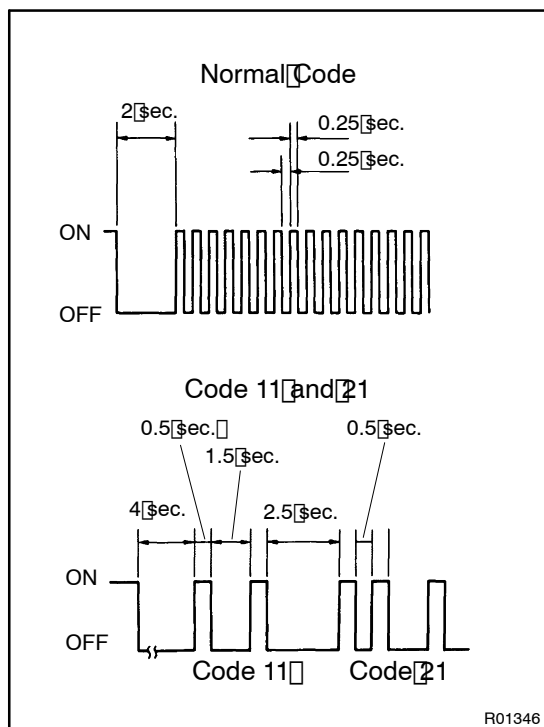 Normal Code
2 sec.
0.25 sec.
0.25 sec.
ON
OFF
Code 11 and 21
0.5 sec.
0.5 sec.
1.5 sec.
4 sec.
2.5 sec.
ON
OFF
Code 11
Code 21
R01346